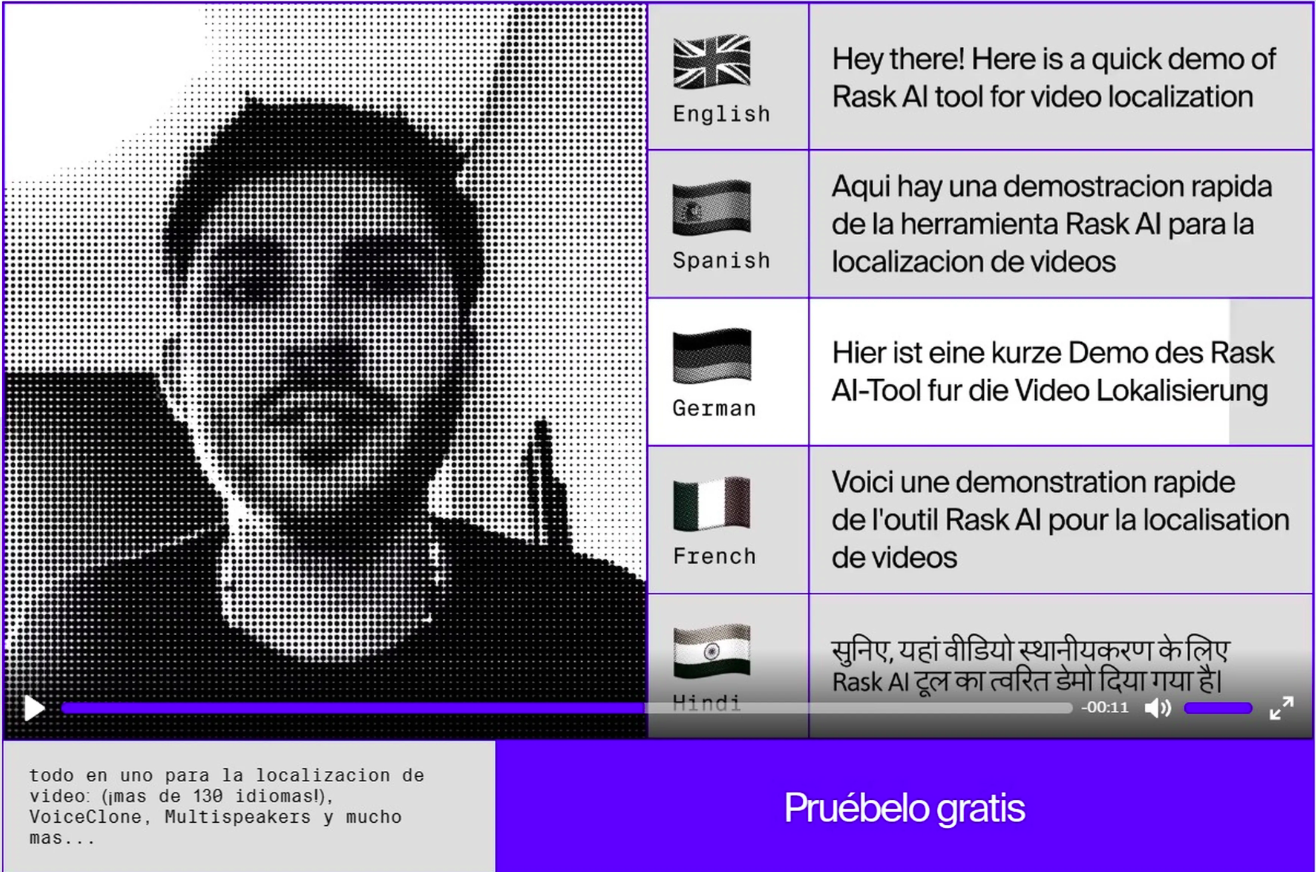 English
Hey there! Here is a quick demo of
Rask AI tool for video localization
Spanish
Aqui hay una demostracion rapida
de la herramienta Rask AI para la
localizacion de videos
German
Hier ist eine kurze Demo des Rask
AI-Tool fur die Video Lokalisierung
French
Voici une demonstration rapide
de l'outil Rask AI pour la localisation
de videos
Hindi
सुनिए, यहां वीडियो स्थानीयकरण के लिए
Rask AI टूल का त्वरित डेमो दिया गया है।
-00:11
todo en uno para la localizacion de
video: (¡mas de 130 idiomas!),
VoiceClone, Multispeakers y mucho
mas...
Pruébelo gratis